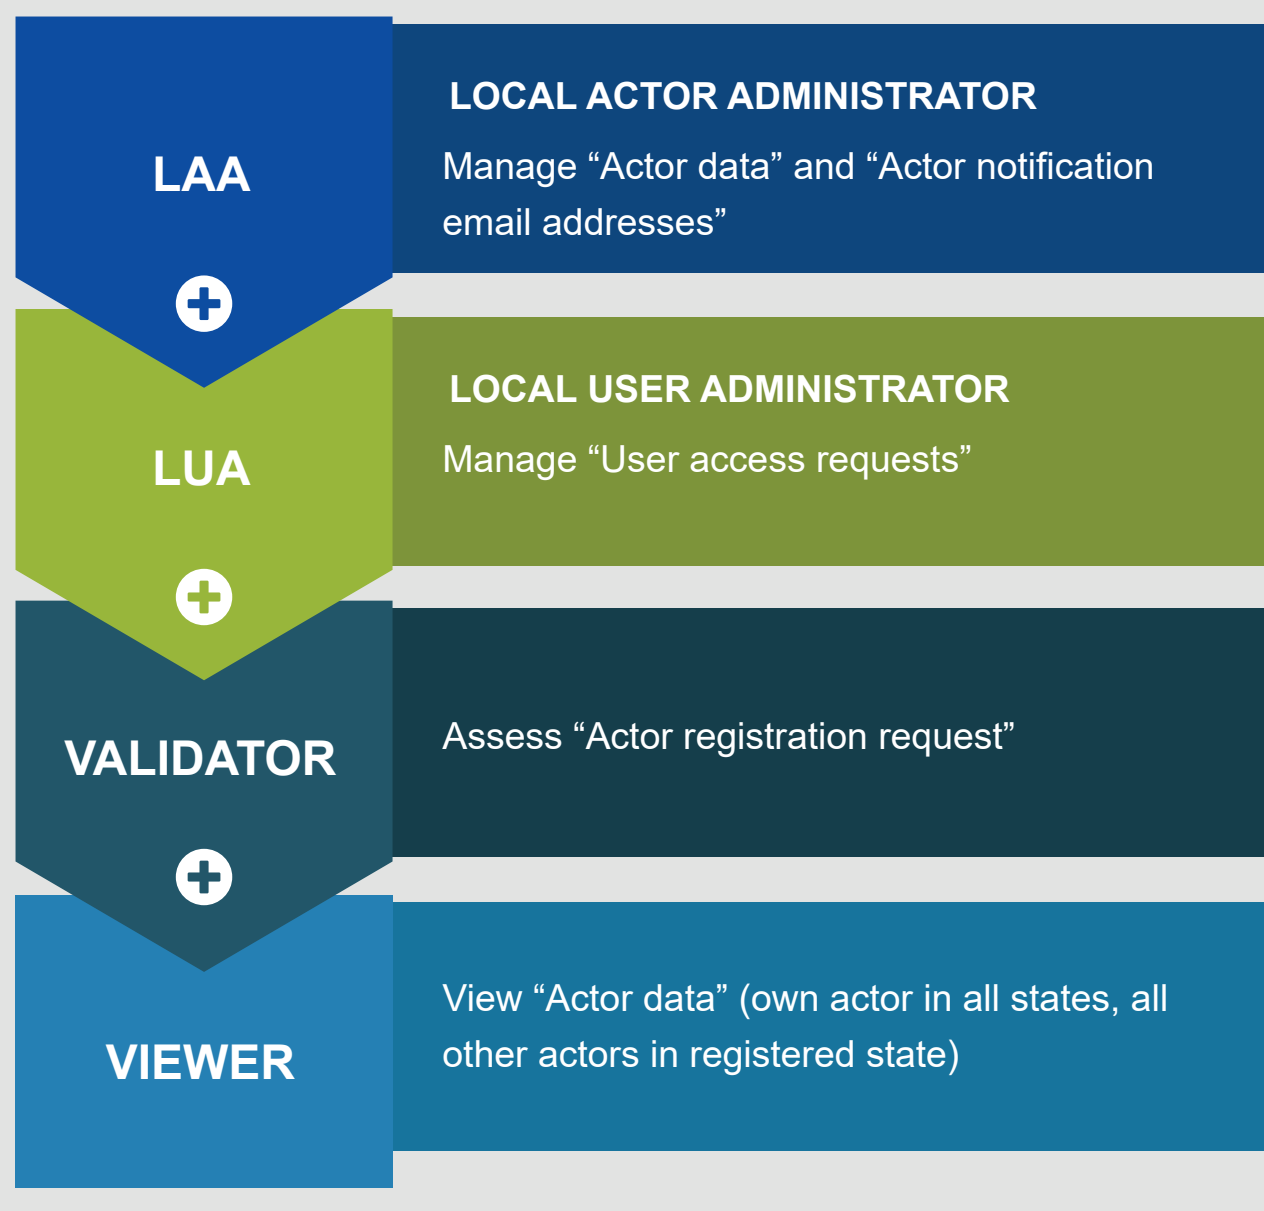 LAA
LOCAL ACTOR ADMINISTRATOR
Manage “Actor data” and “Actor notification
email addresses”
LUA
LOCAL USER ADMINISTRATOR
Manage “User access requests”
VALIDATOR
Assess “Actor registration request”
VIEWER
View “Actor data” (own actor in all states, all
other actors in registered state)